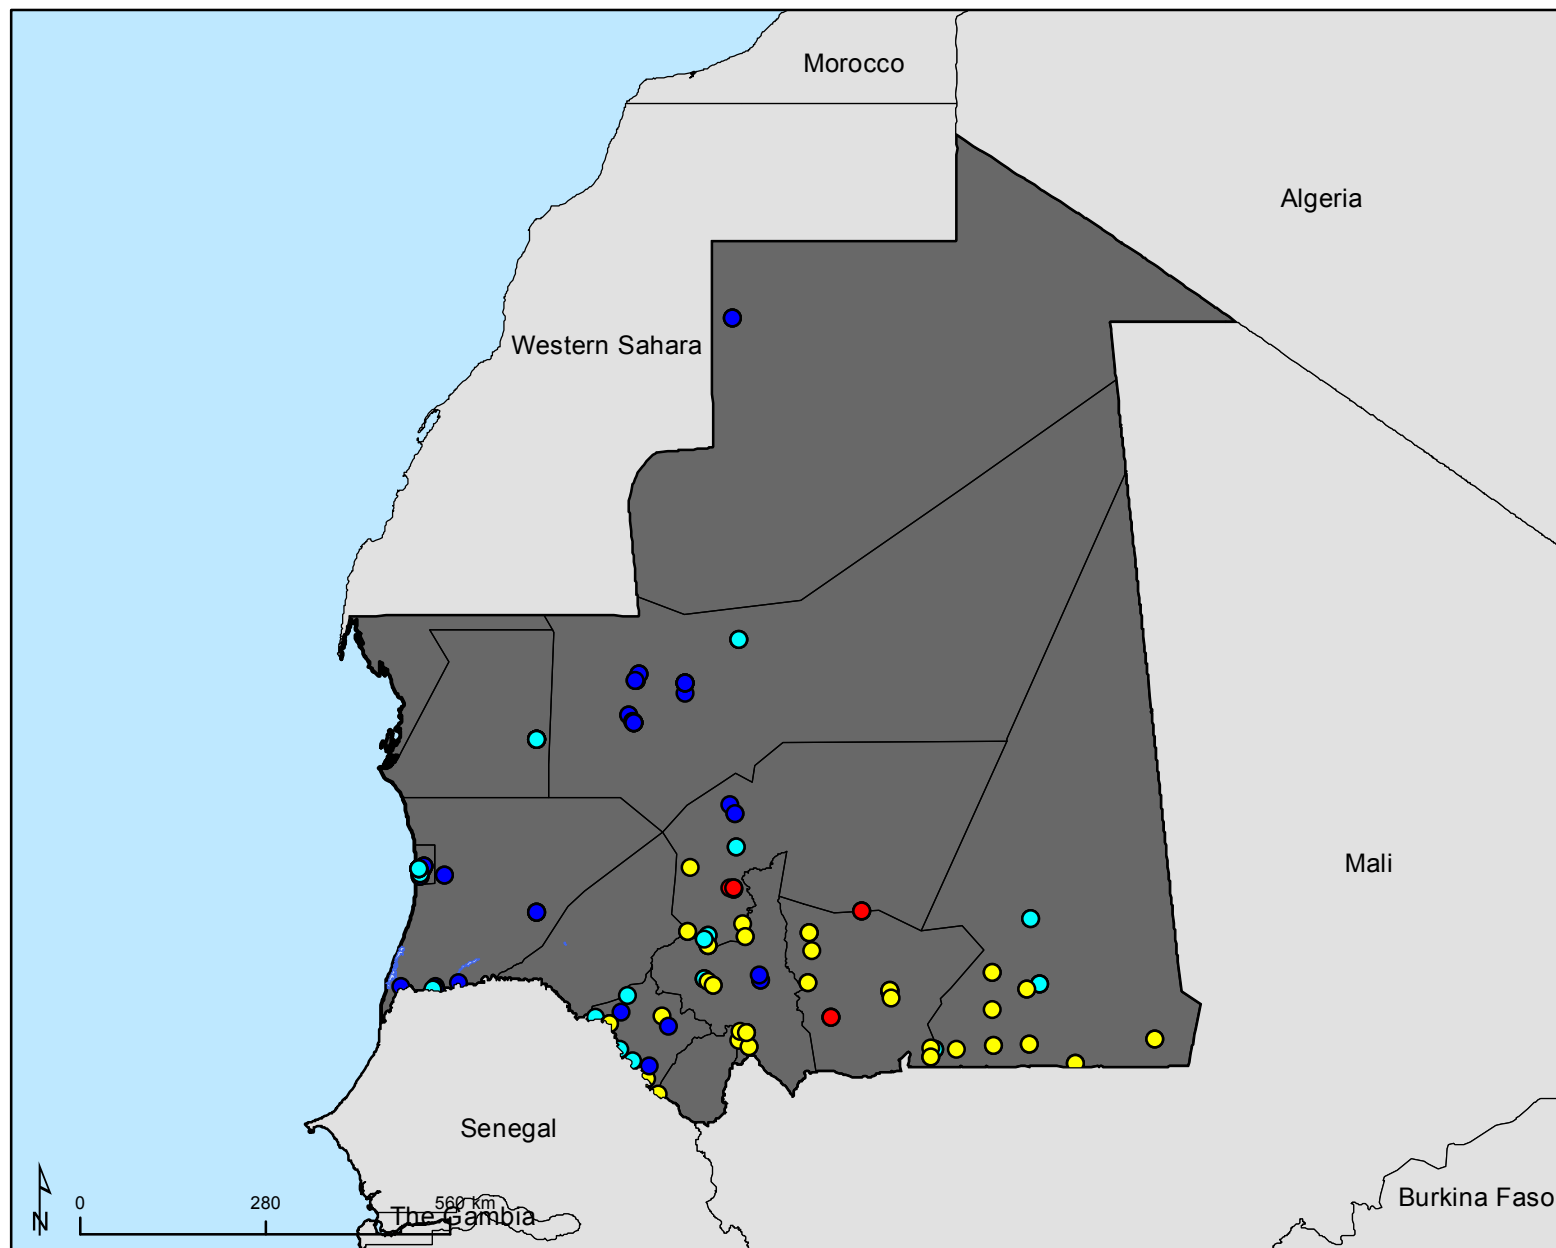 Morocco
Algeria
Western Sahara
Mali
Senegal
Burkina Faso
0 280 560 km
The Gambia
N